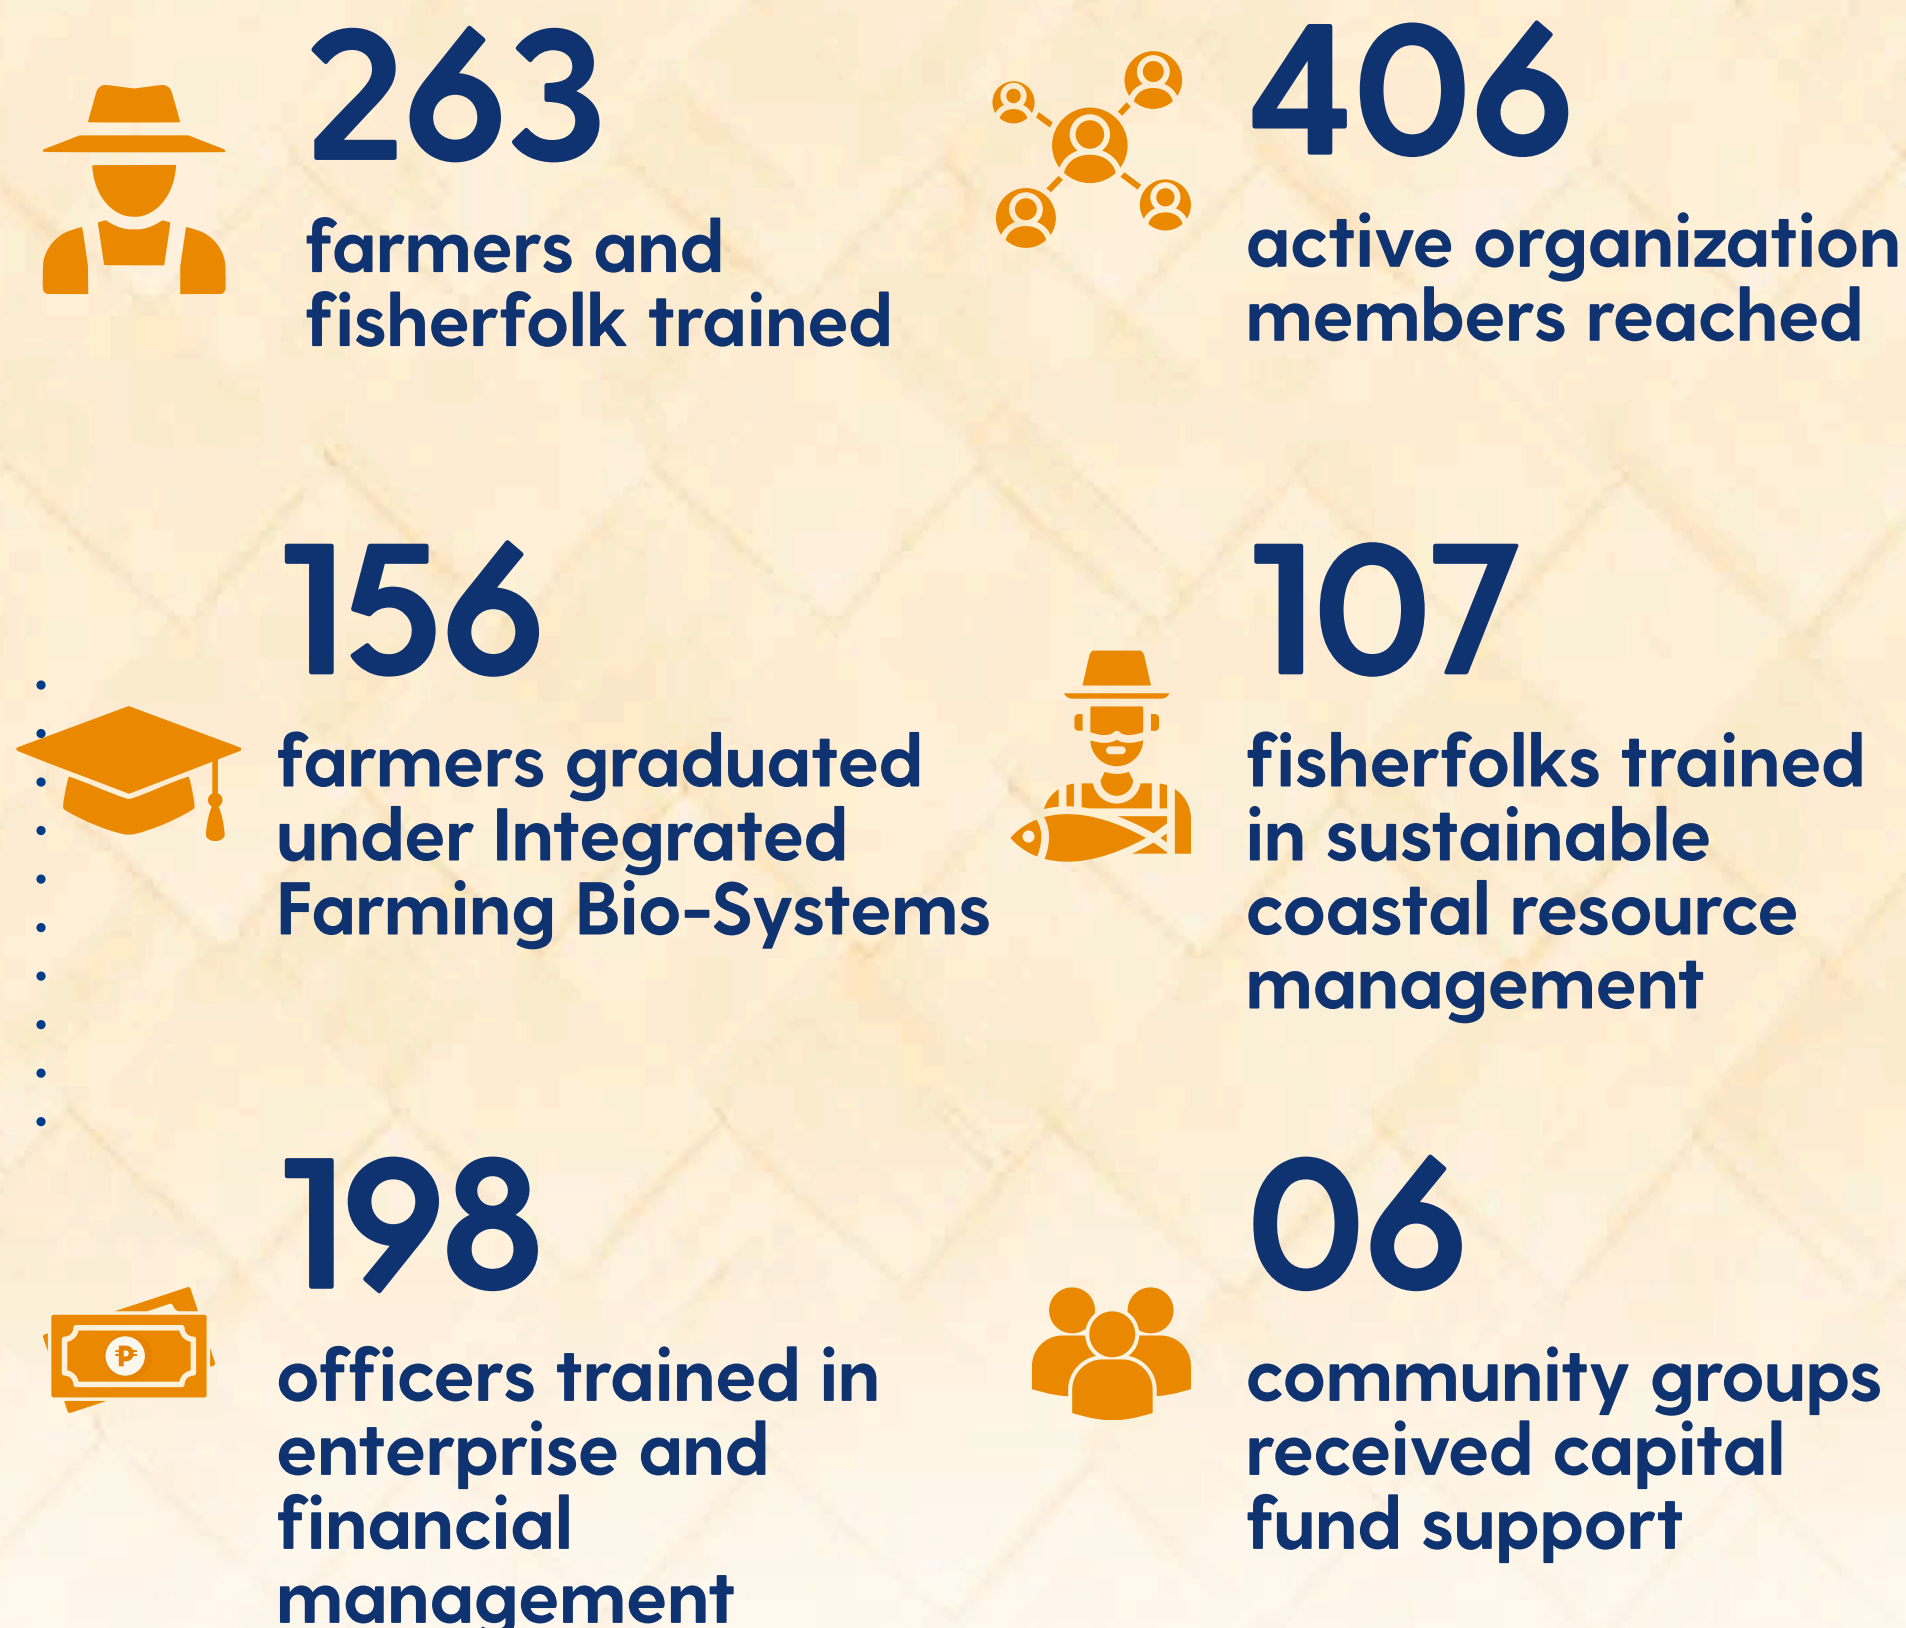 263
farmers and
fisherfolk trained
406
active organization
members reached
156
farmers graduated
under Integrated
Farming Bio-Systems
107
fisherfolks trained
in sustainable
coastal resource
management
198
officers trained in
enterprise and
financial
management
06
community groups
received capital
fund support